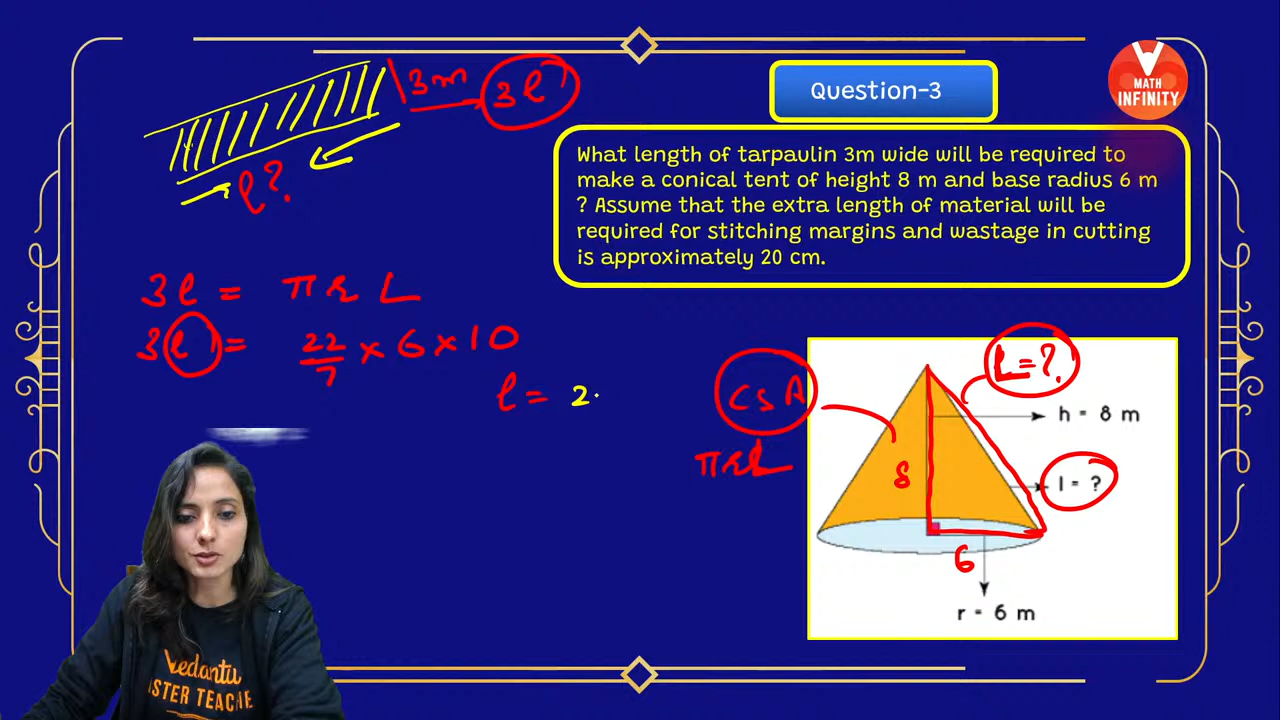 3m 3l
l?
Question-3
MATH
INFINITY
What length of tarpaulin 3m wide will be required to
make a conical tent of height 8 m and base radius 6 m
? Assume that the extra length of material will be
required for stitching margins and wastage in cutting
is approximately 20 cm.
3l = πrL
3l = 22/7 × 6 × 10
l = 2
CSA
πrL
L=?
h = 8 m
8
l = ?
6
r = 6 m
Vedantu
MASTER TEACHE